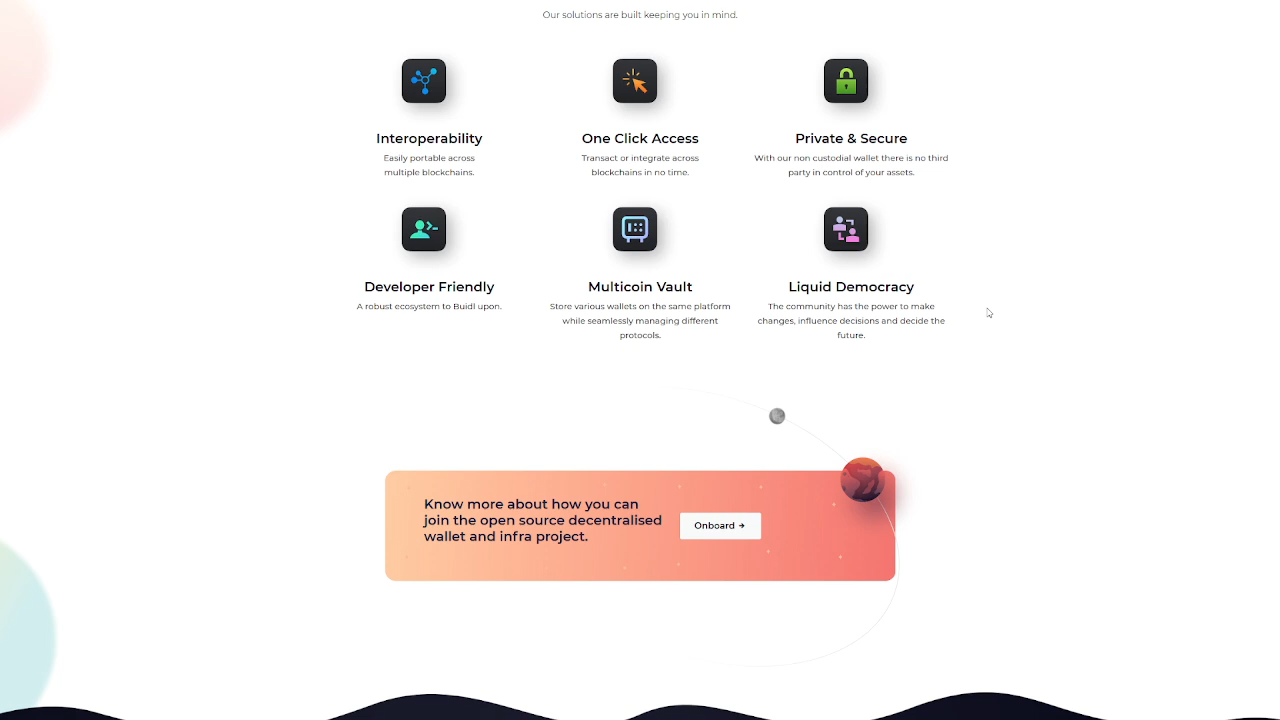 Our solutions are built keeping you in mind.
Interoperability
Easily portable across
multiple blockchains.
One Click Access
Transact or integrate across
blockchains in no time.
Private & Secure
With our non custodial wallet there is no third
party in control of your assets.
Developer Friendly
A robust ecosystem to Buidl upon.
Multicoin Vault
Store various wallets on the same platform
while seamlessly managing different
protocols.
Liquid Democracy
The community has the power to make
changes, influence decisions and decide the
future.
Know more about how you can
join the open source decentralised
wallet and infra project.
Onboard →